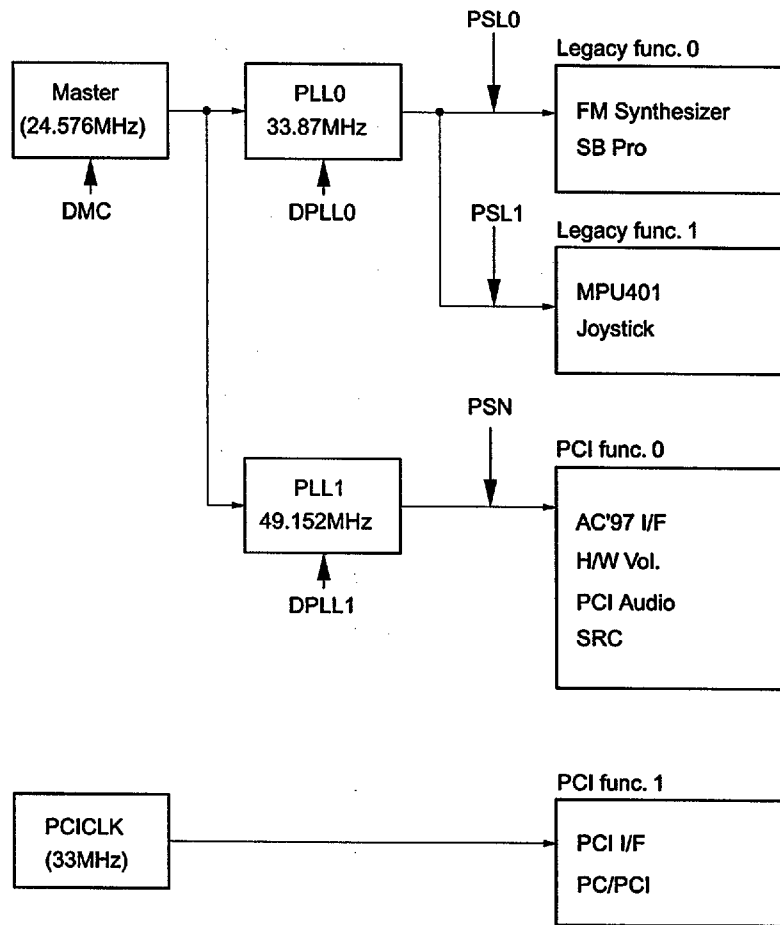 PSL0
Legacy func. 0
Master
(24.576MHz)
PLL0
33.87MHz
FM Synthesizer
SB Pro
DMC
DPLL0
PSL1
Legacy func. 1
MPU401
Joystick
PSN
PCI func. 0
PLL1
49.152MHz
AC'97 I/F
H/W Vol.
PCI Audio
SRC
DPLL1
PCI func. 1
PCICLK
(33MHz)
PCI I/F
PC/PCI